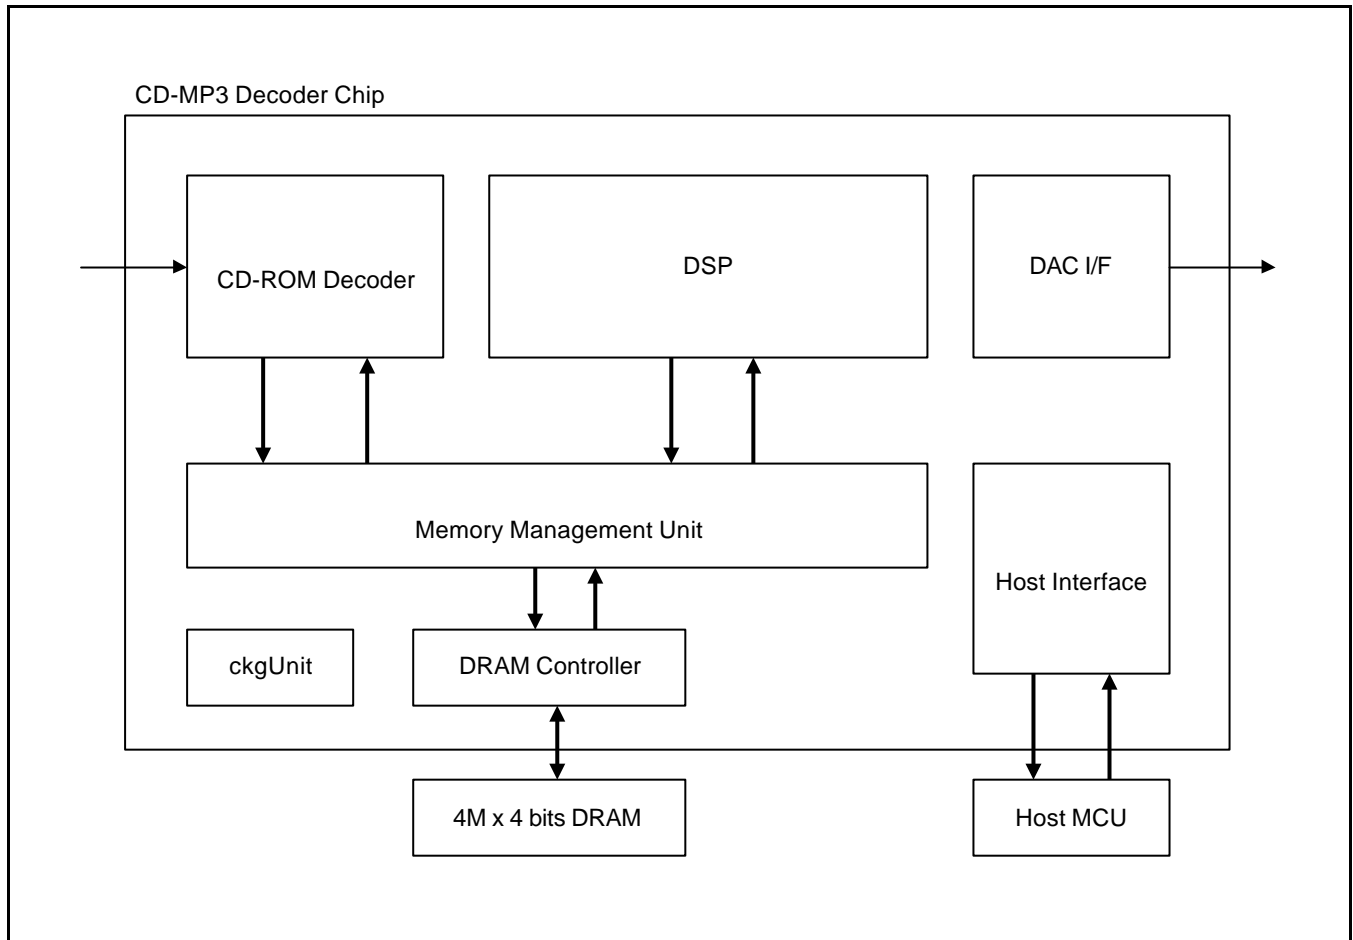 CD-MP3 Decoder Chip
CD-ROM Decoder
DSP
DAC I/F
Memory Management Unit
Host Interface
ckgUnit
DRAM Controller
4M x 4 bits DRAM
Host MCU